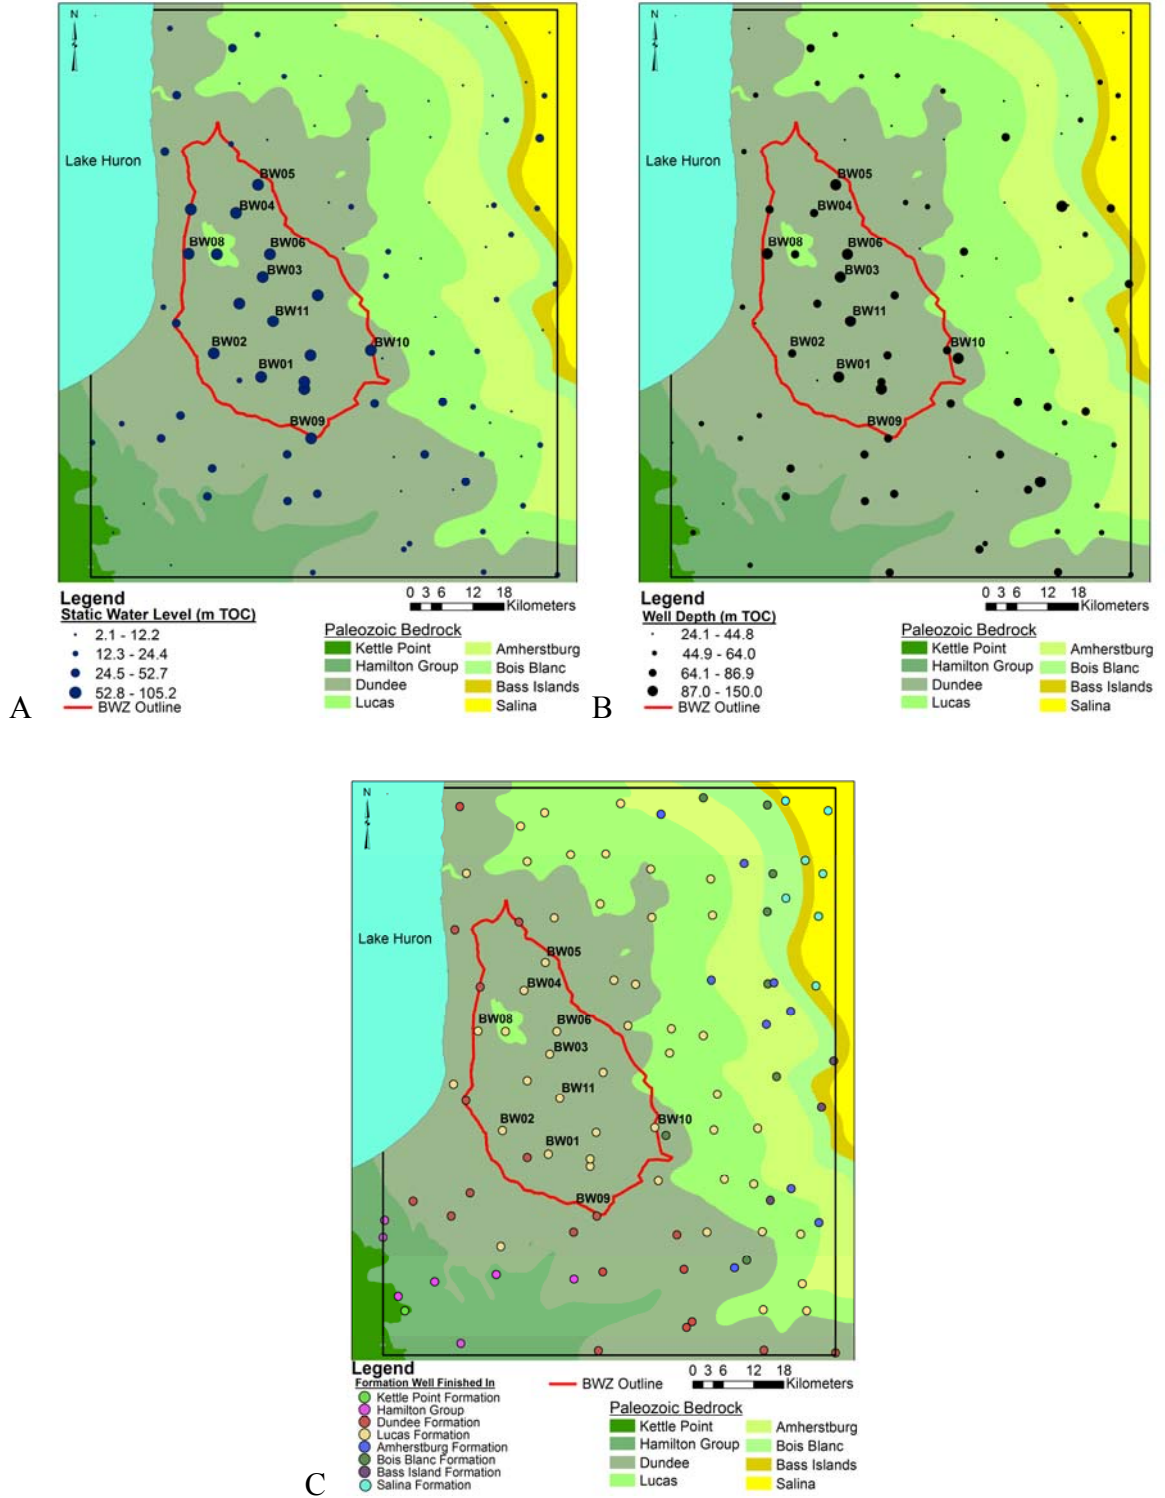 N
Lake Huron
BW05
BW04
BW08
BW06
BW03
BW11
BW02
BW10
BW01
BW09
Legend
Static Water Level (m TOC)
2.1 - 12.2
12.3 - 24.4
24.5 - 52.7
52.8 - 105.2
BWZ Outline
0 3 6 12 18
Kilometers
Paleozoic Bedrock
Kettle Point
Hamilton Group
Dundee
Lucas
Amherstburg
Bois Blanc
Bass Islands
Salina
A
N
Lake Huron
BW05
BW04
BW08
BW06
BW03
BW11
BW02
BW10
BW01
BW09
Legend
Well Depth (m TOC)
24.1 - 44.8
44.9 - 64.0
64.1 - 86.9
87.0 - 150.0
BWZ Outline
0 3 6 12 18
Kilometers
Paleozoic Bedrock
Kettle Point
Hamilton Group
Dundee
Lucas
Amherstburg
Bois Blanc
Bass Islands
Salina
B
N
Lake Huron
BW05
BW04
BW08
BW06
BW03
BW11
BW02
BW10
BW01
BW09
Legend
Formation Well Finished In
Kettle Point Formation
Hamilton Group
Dundee Formation
Lucas Formation
Amherstburg Formation
Bois Blanc Formation
Bass Island Formation
Salina Formation
BWZ Outline
0 3 6 12 18
Kilometers
Paleozoic Bedrock
Kettle Point
Hamilton Group
Dundee
Lucas
Amherstburg
Bois Blanc
Bass Islands
Salina
C